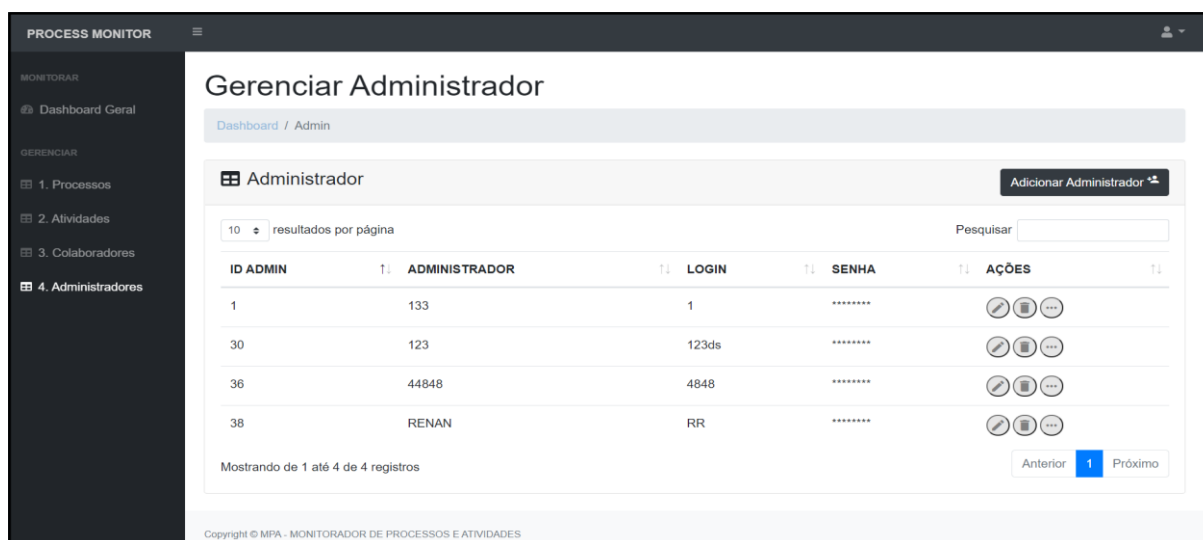 PROCESS MONITOR
MONITORAR
Dashboard Geral
GERENCIAR
1. Processos
2. Atividades
3. Colaboradores
4. Administradores
Gerenciar Administrador
Dashboard / Admin
Administrador
Adicionar Administrador
10 resultados por página
Pesquisar
ID ADMIN ADMINISTRADOR LOGIN SENHA AÇÕES
1 133 1 ********
30 123 123ds ********
36 44848 4848 ********
38 RENAN RR ********
Mostrando de 1 até 4 de 4 registros
Anterior 1 Próximo
Copyright © MPA - MONITORADOR DE PROCESSOS E ATIVIDADES